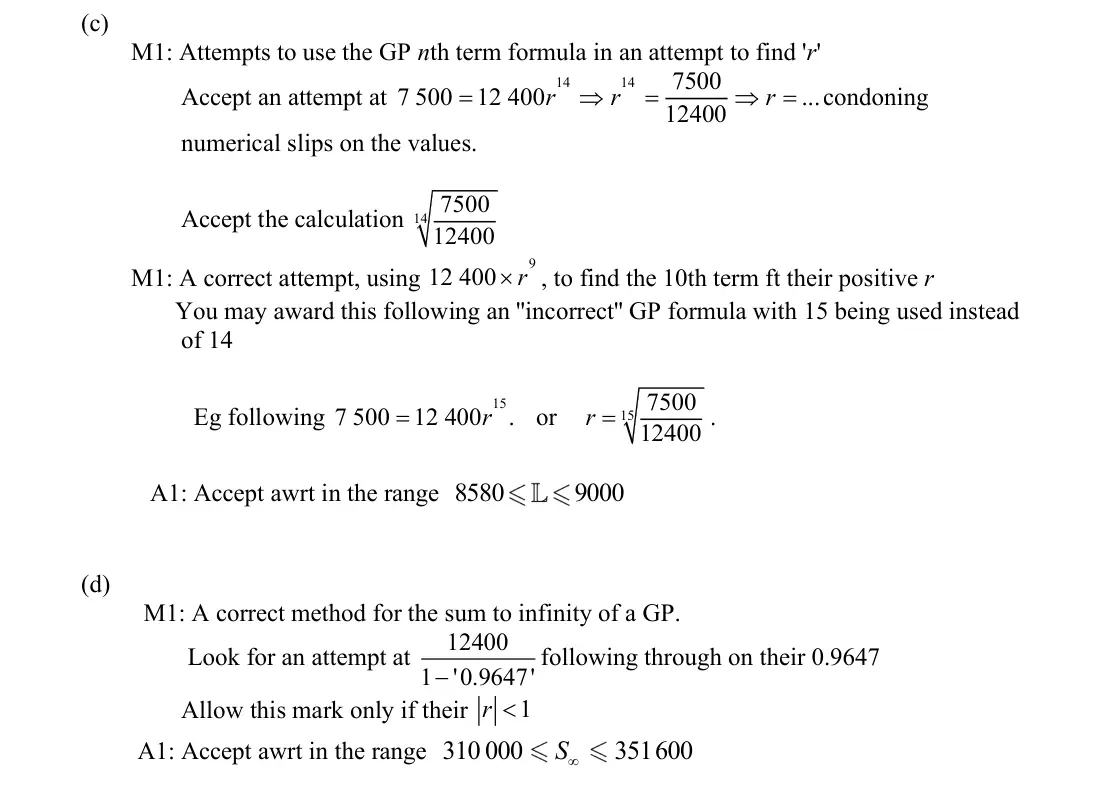 (c)
M1: Attempts to use the GP nth term formula in an attempt to find 'r'
Accept an attempt at 7 500 = 12 400r^14 ⇒ r^14 = 7500/12400 ⇒ r = ... condoning
numerical slips on the values.
Accept the calculation ¹⁴√(7500/12400)
M1: A correct attempt, using 12 400 × r^9 , to find the 10th term ft their positive r
You may award this following an "incorrect" GP formula with 15 being used instead
of 14
Eg following 7 500 = 12 400r^15 . or r = ¹⁵√(7500/12400) .
A1: Accept awrt in the range 8580 ⩽ 𝕃 ⩽ 9000
(d)
M1: A correct method for the sum to infinity of a GP.
Look for an attempt at 12400/(1 − '0.9647') following through on their 0.9647
Allow this mark only if their |r| < 1
A1: Accept awrt in the range 310 000 ⩽ S_∞ ⩽ 351 600